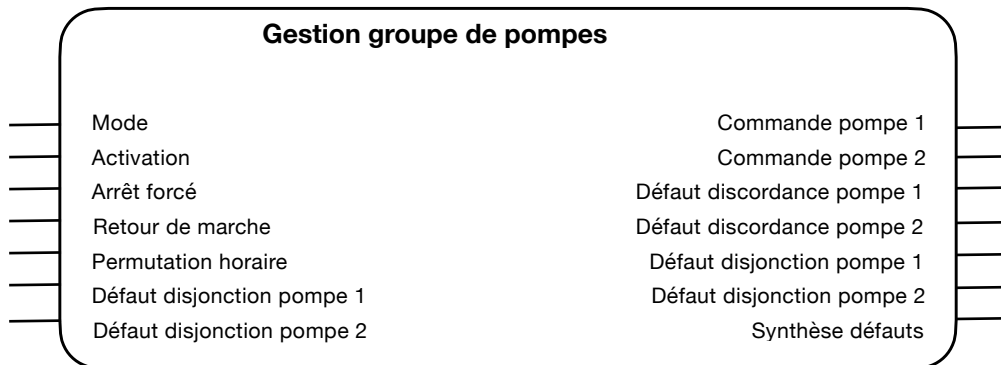 Gestion groupe de pompes
Mode
Commande pompe 1
Activation
Commande pompe 2
Arrêt forcé
Défaut discordance pompe 1
Retour de marche
Défaut discordance pompe 2
Permutation horaire
Défaut disjonction pompe 1
Défaut disjonction pompe 1
Défaut disjonction pompe 2
Défaut disjonction pompe 2
Synthèse défauts